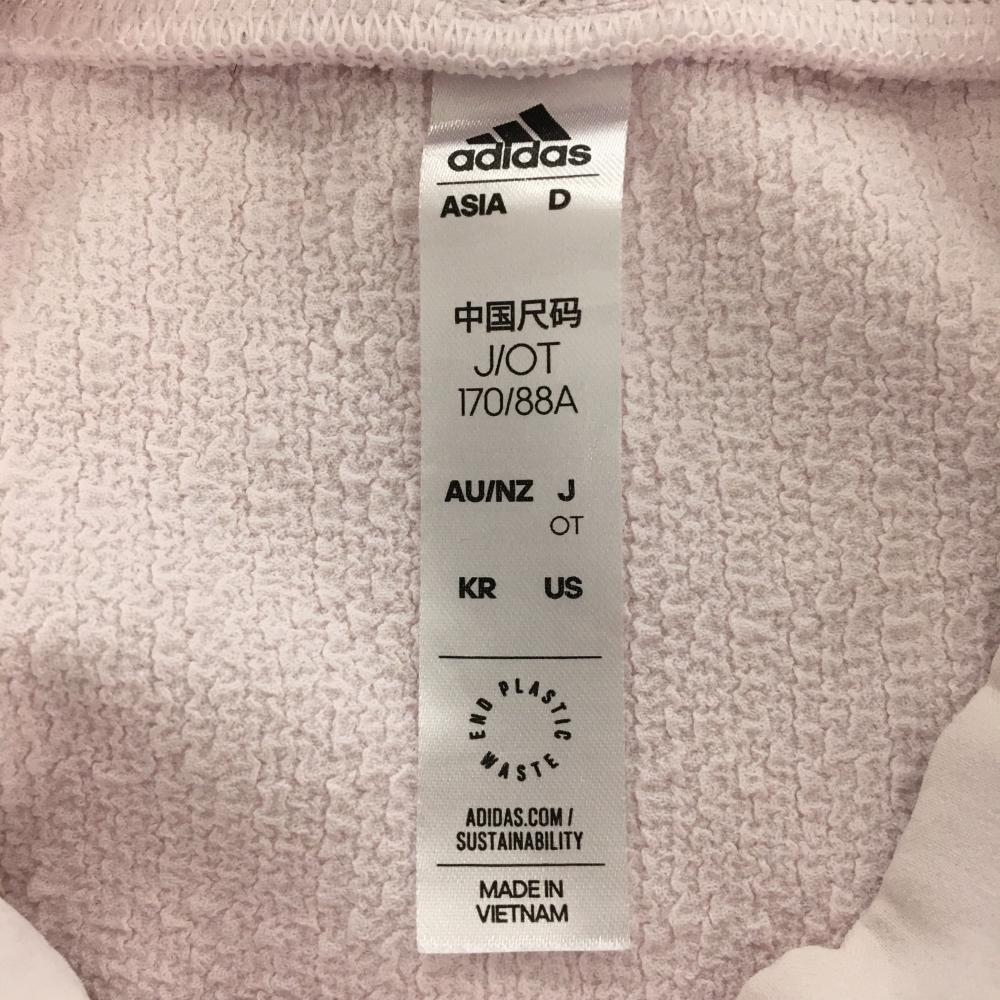 adidas
ASIA D
中国尺码
J/OT
170/88A
AU/NZ J
OT
KR US
END PLASTIC WASTE
ADIDAS.COM /
SUSTAINABILITY
MADE IN
VIETNAM